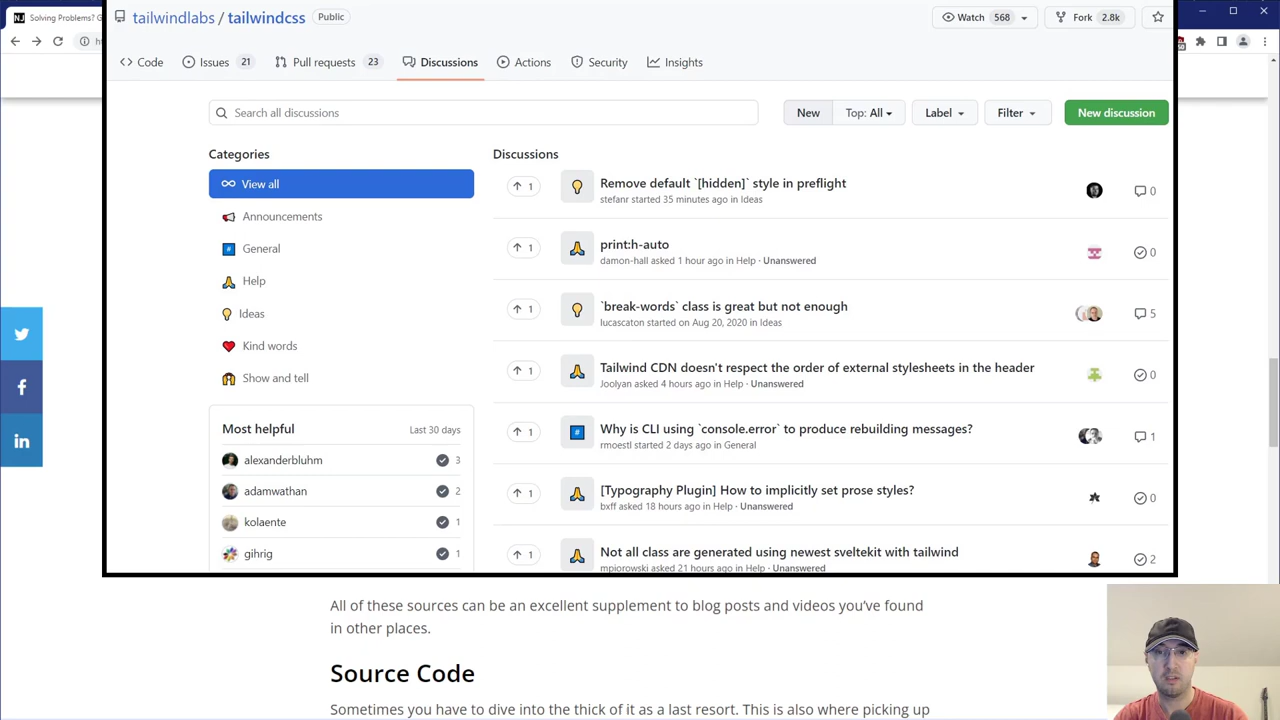 Solving Problems? G
tailwindlabs / tailwindcss Public
Watch 568
Fork 2.8k
Code
Issues 21
Pull requests 23
Discussions
Actions
Security
Insights
Search all discussions
New
Top: All
Label
Filter
New discussion
Categories
View all
Announcements
General
Help
Ideas
Kind words
Show and tell
Most helpful Last 30 days
alexanderbluhm 3
adamwathan 2
kolaente 1
gihrig 1
Discussions
1 Remove default `[hidden]` style in preflight 0
stefanr started 35 minutes ago in Ideas
1 print:h-auto 0
damon-hall asked 1 hour ago in Help · Unanswered
1 `break-words` class is great but not enough 5
lucascaton started on Aug 20, 2020 in Ideas
1 Tailwind CDN doesn't respect the order of external stylesheets in the header 0
Joolyan asked 4 hours ago in Help · Unanswered
1 Why is CLI using `console.error` to produce rebuilding messages? 1
rmoestl started 2 days ago in General
1 [Typography Plugin] How to implicitly set prose styles? 0
bxff asked 18 hours ago in Help · Unanswered
1 Not all class are generated using newest sveltekit with tailwind 2
mpiorowski asked 21 hours ago in Help · Unanswered
All of these sources can be an excellent supplement to blog posts and videos you've found
in other places.
Source Code
Sometimes you have to dive into the thick of it as a last resort. This is also where picking up